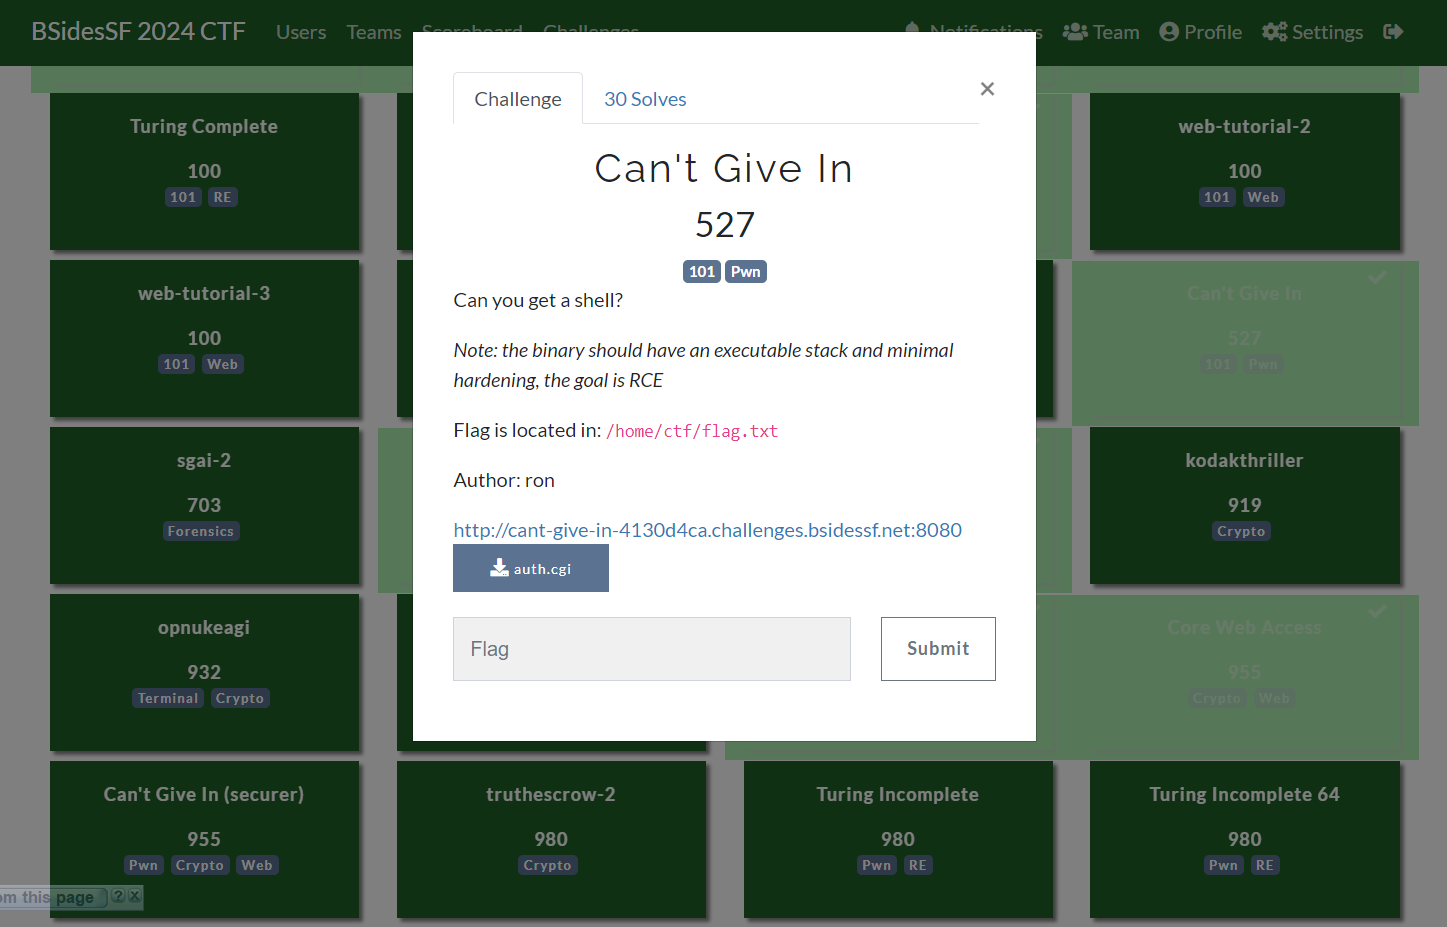 BSidesSF 2024 CTF Users Teams Scoreboard Challenges Notifications Team Profile Settings
Challenge 30 Solves ×
Can't Give In
527
101 Pwn
Can you get a shell?
Note: the binary should have an executable stack and minimal
hardening, the goal is RCE
Flag is located in: /home/ctf/flag.txt
Author: ron
http://cant-give-in-4130d4ca.challenges.bsidessf.net:8080
auth.cgi
Flag Submit
Turing Complete
100
101 RE
web-tutorial-2
100
101 Web
web-tutorial-3
100
101 Web
Can't Give In
527
101 Pwn
sgai-2
703
Forensics
kodakthriller
919
Crypto
opnukeagi
932
Terminal Crypto
Core Web Access
955
Crypto Web
Can't Give In (securer)
955
Pwn Crypto Web
truthescrow-2
980
Crypto
Turing Incomplete
980
Pwn RE
Turing Incomplete 64
980
Pwn RE
this page ? x